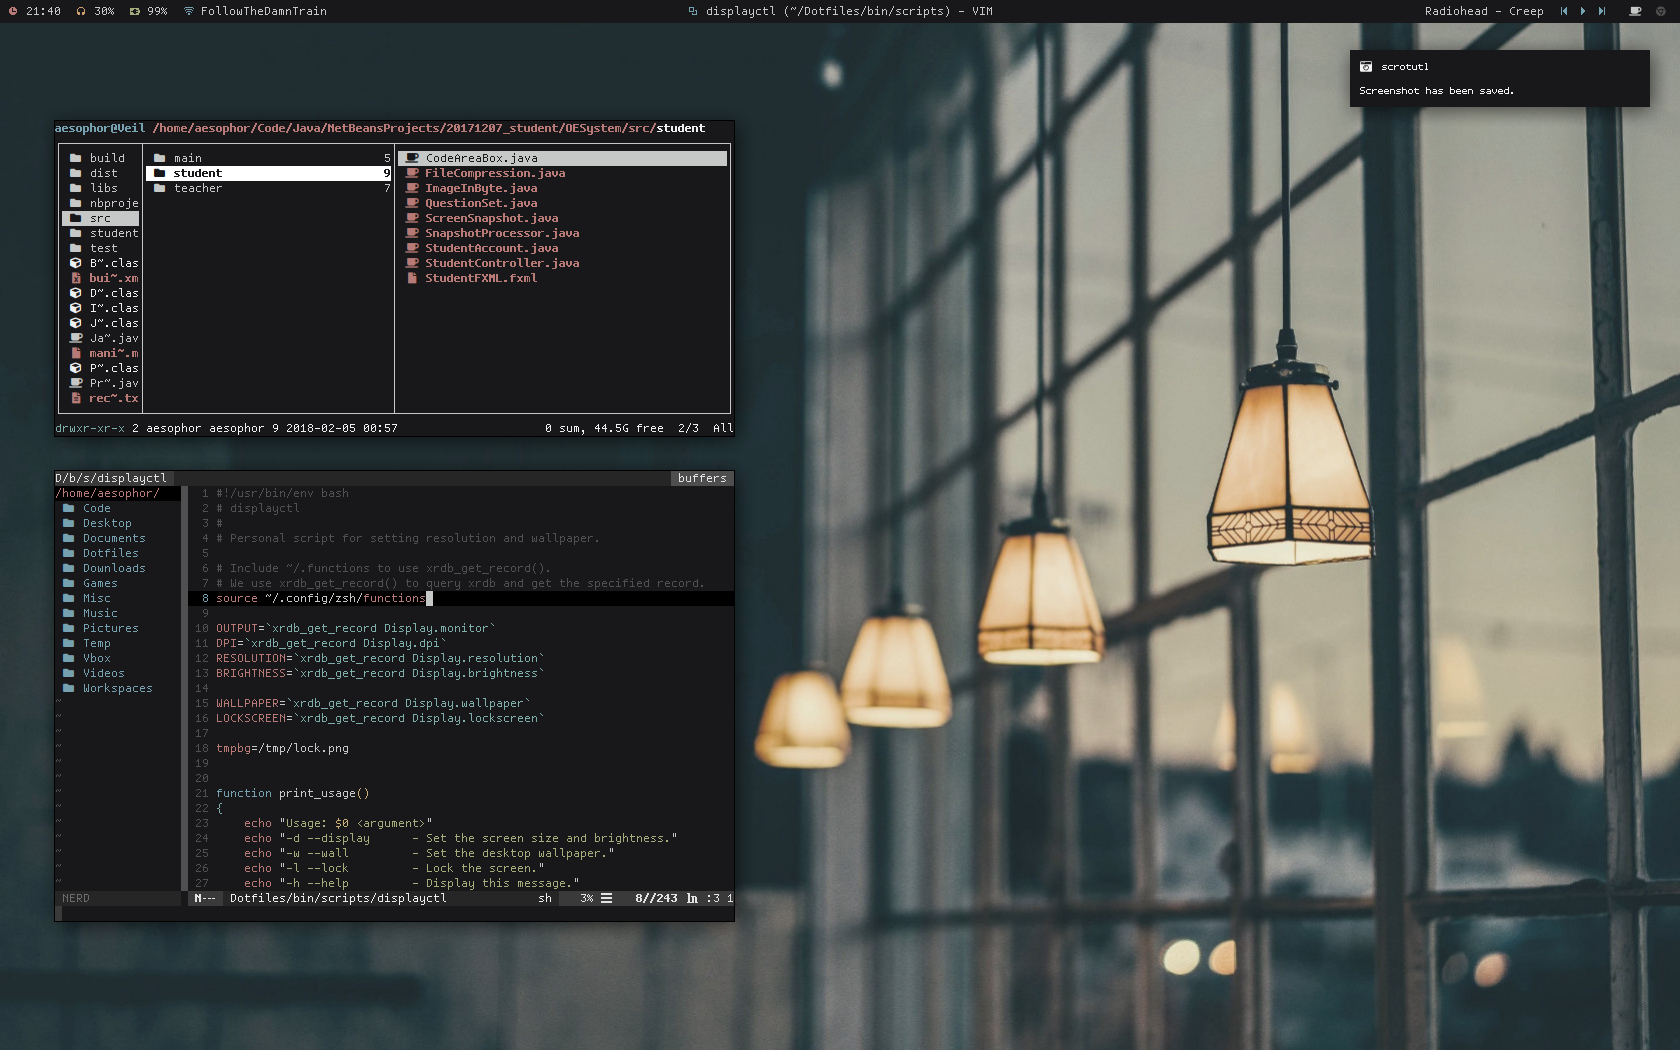 21:40 30% 99% FollowTheDamnTrain displayctl (~/Dotfiles/bin/scripts) - VIM Radiohead - Creep
scrotutl
Screenshot has been saved.
aesophor@Veil /home/aesophor/Code/Java/NetBeansProjects/20171207_student/OESystem/src/student
build main 5 CodeAreaBox.java
dist student 9 FileCompression.java
libs teacher 7 ImageInByte.java
nbproje QuestionSet.java
src ScreenSnapshot.java
student SnapshotProcessor.java
test StudentAccount.java
B~.clas StudentController.java
bui~.xm StudentFXML.fxml
D~.clas
I~.clas
J~.clas
Ja~.jav
mani~.m
P~.clas
Pr~.jav
rec~.tx
drwxr-xr-x 2 aesophor aesophor 9 2018-02-05 00:57 0 sum, 44.5G free 2/3 All
D/b/s/displayctl buffers
/home/aesophor/ 1 #!/usr/bin/env bash
Code 2 # displayctl
Desktop 3 #
Documents 4 # Personal script for setting resolution and wallpaper.
Dotfiles 5
Downloads 6 # Include ~/.functions to use xrdb_get_record().
Games 7 # We use xrdb_get_record() to query xrdb and get the specified record.
Misc 8 source ~/.config/zsh/functions
Music 9
Pictures 10 OUTPUT=`xrdb_get_record Display.monitor`
Temp 11 DPI=`xrdb_get_record Display.dpi`
Vbox 12 RESOLUTION=`xrdb_get_record Display.resolution`
Videos 13 BRIGHTNESS=`xrdb_get_record Display.brightness`
Workspaces 14
~ 15 WALLPAPER=`xrdb_get_record Display.wallpaper`
~ 16 LOCKSCREEN=`xrdb_get_record Display.lockscreen`
~ 17
~ 18 tmpbg=/tmp/lock.png
~ 19
~ 20
~ 21 function print_usage()
~ 22 {
~ 23 echo "Usage: $0 <argument>"
~ 24 echo "-d --display - Set the screen size and brightness."
~ 25 echo "-w --wall - Set the desktop wallpaper."
~ 26 echo "-l --lock - Lock the screen."
~ 27 echo "-h --help - Display this message."
NERD N--- Dotfiles/bin/scripts/displayctl sh 3% ☰ 8//243 ln :3 1